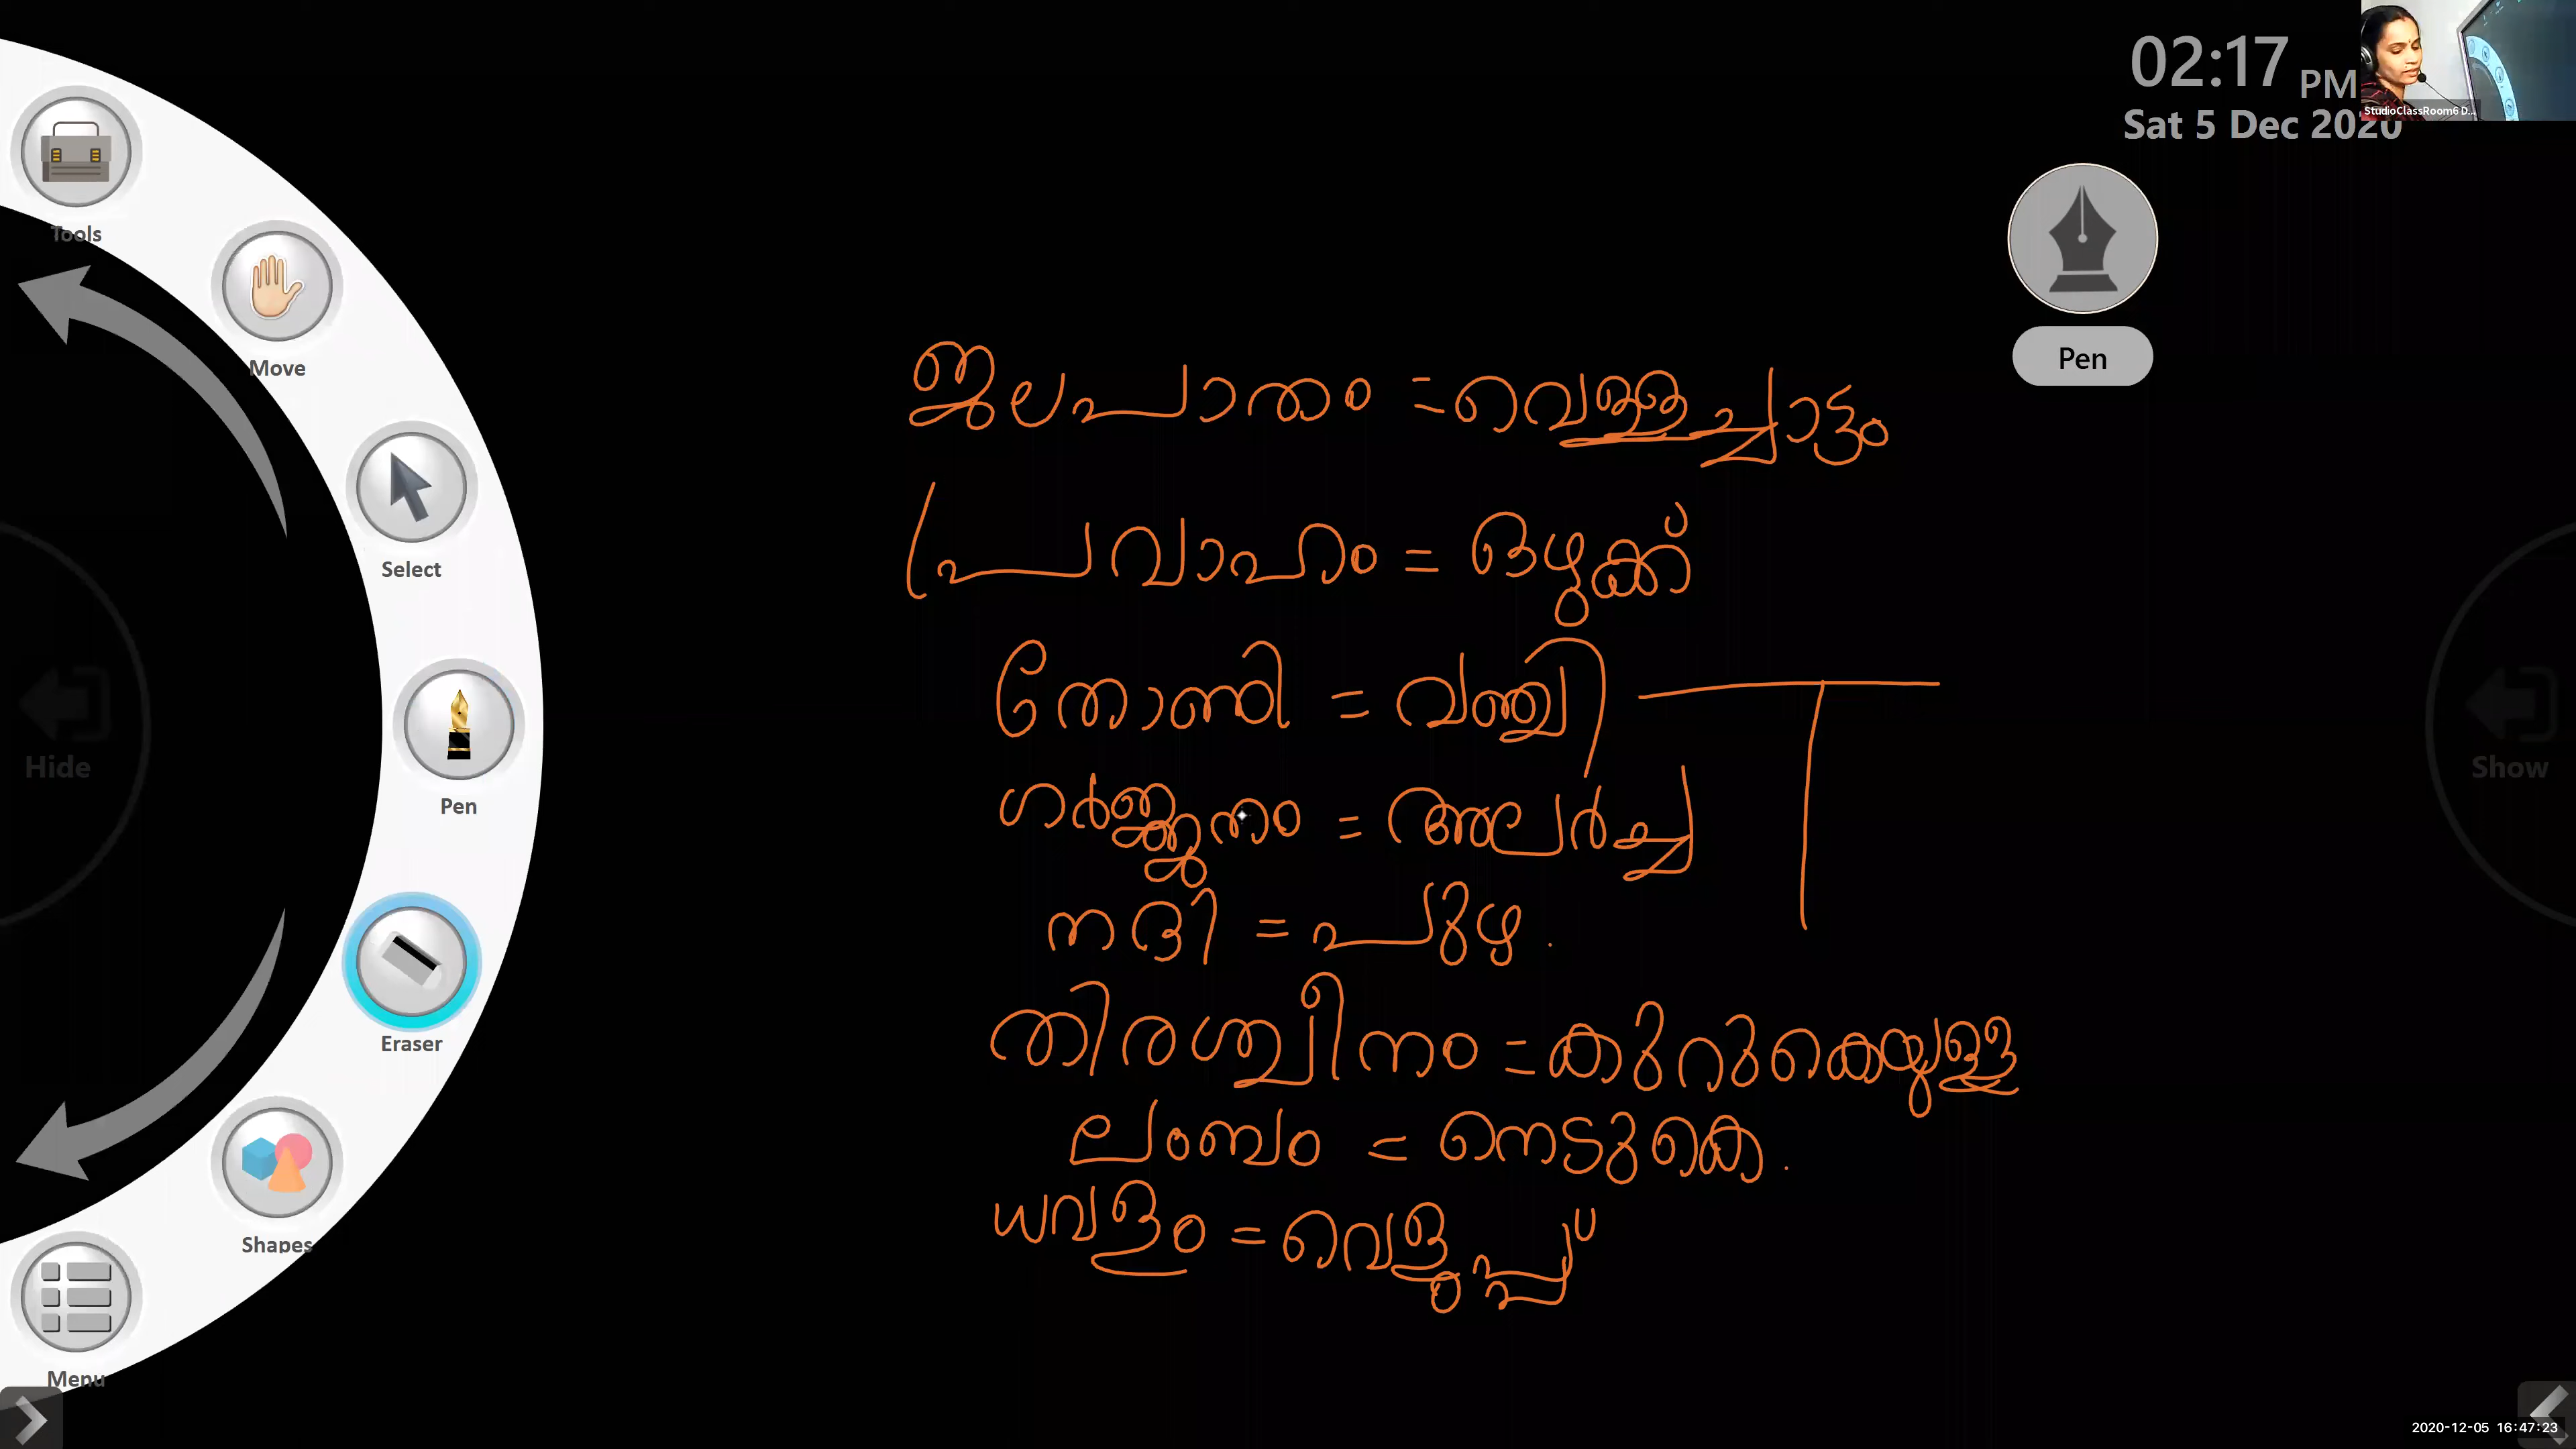 02:17 PM
Sat 5 Dec 2020
StudioClassRoom6 D...
Tools
Move
Select
Pen
Eraser
Shapes
Menu
Hide
Pen
Show
ജലപാതം = വെള്ളച്ചാട്ടം
പ്രവാഹം = ഒഴുക്ക്
തോണി = വഞ്ചി
ഗർജ്ജനം = അലർച്ച
നദി = പുഴ.
തിരശ്ചീനം = കുറുകെയുള്ള
ലംബം = നെടുകെ.
ധവളം = വെളുപ്പ്
2020-12-05 16:47:23